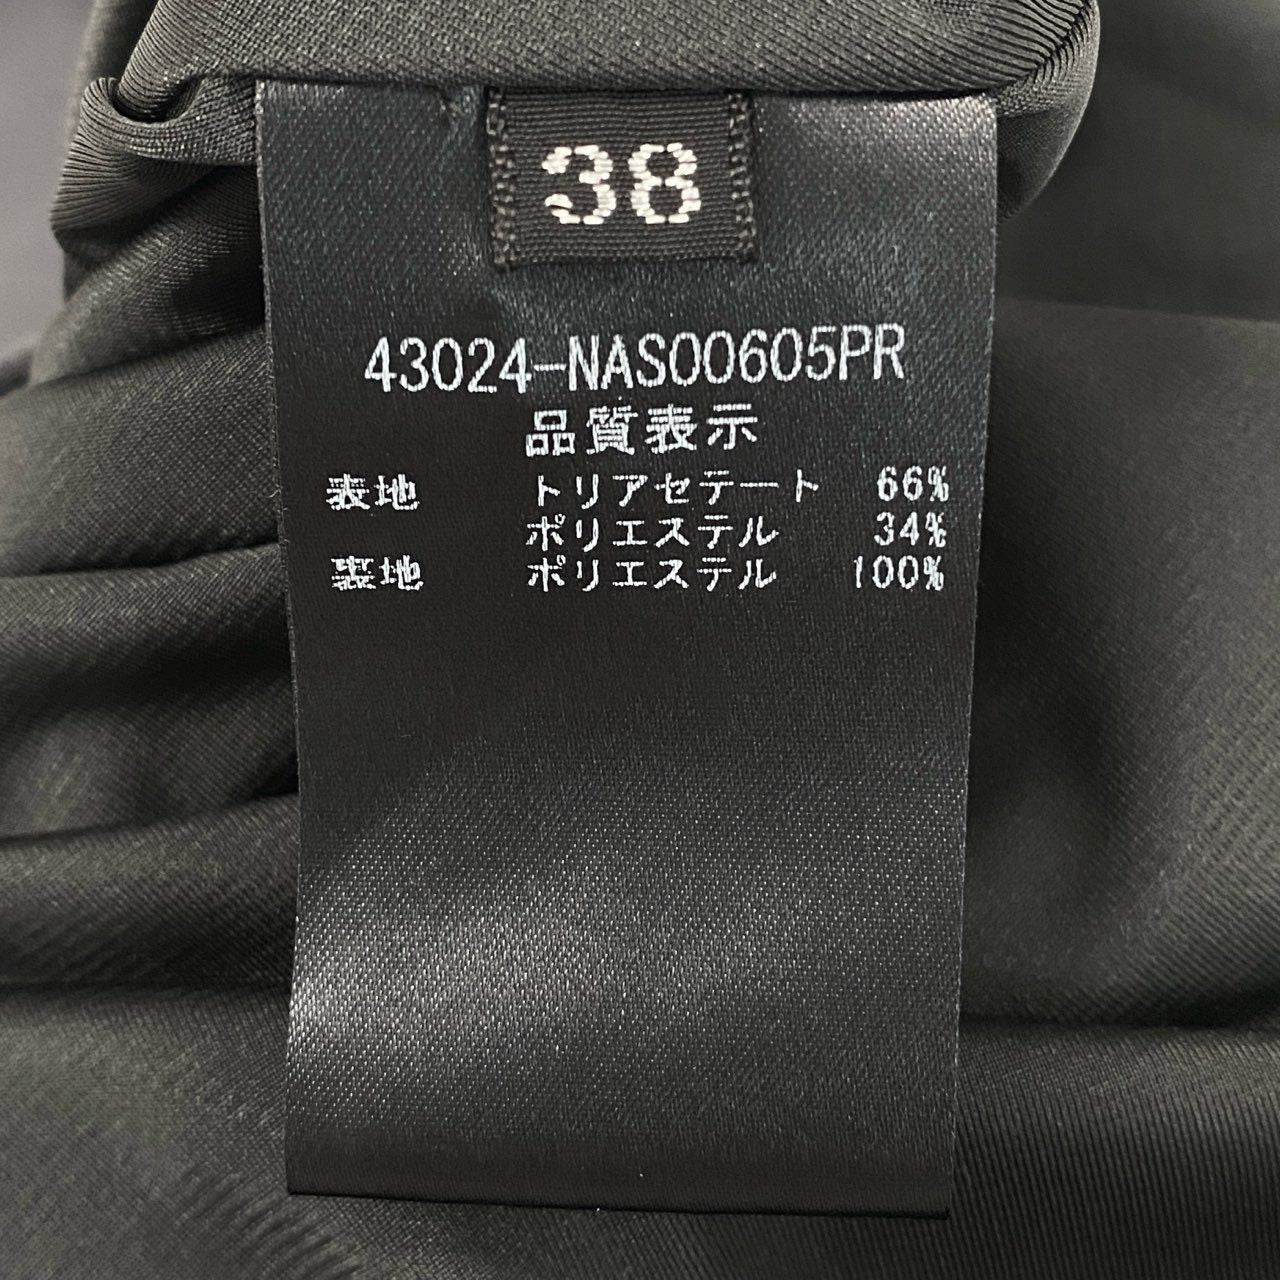 38
43024-NAS00605PR
品質表示
表地 トリアセテート 66%
ポリエステル 34%
裏地 ポリエステル 100%